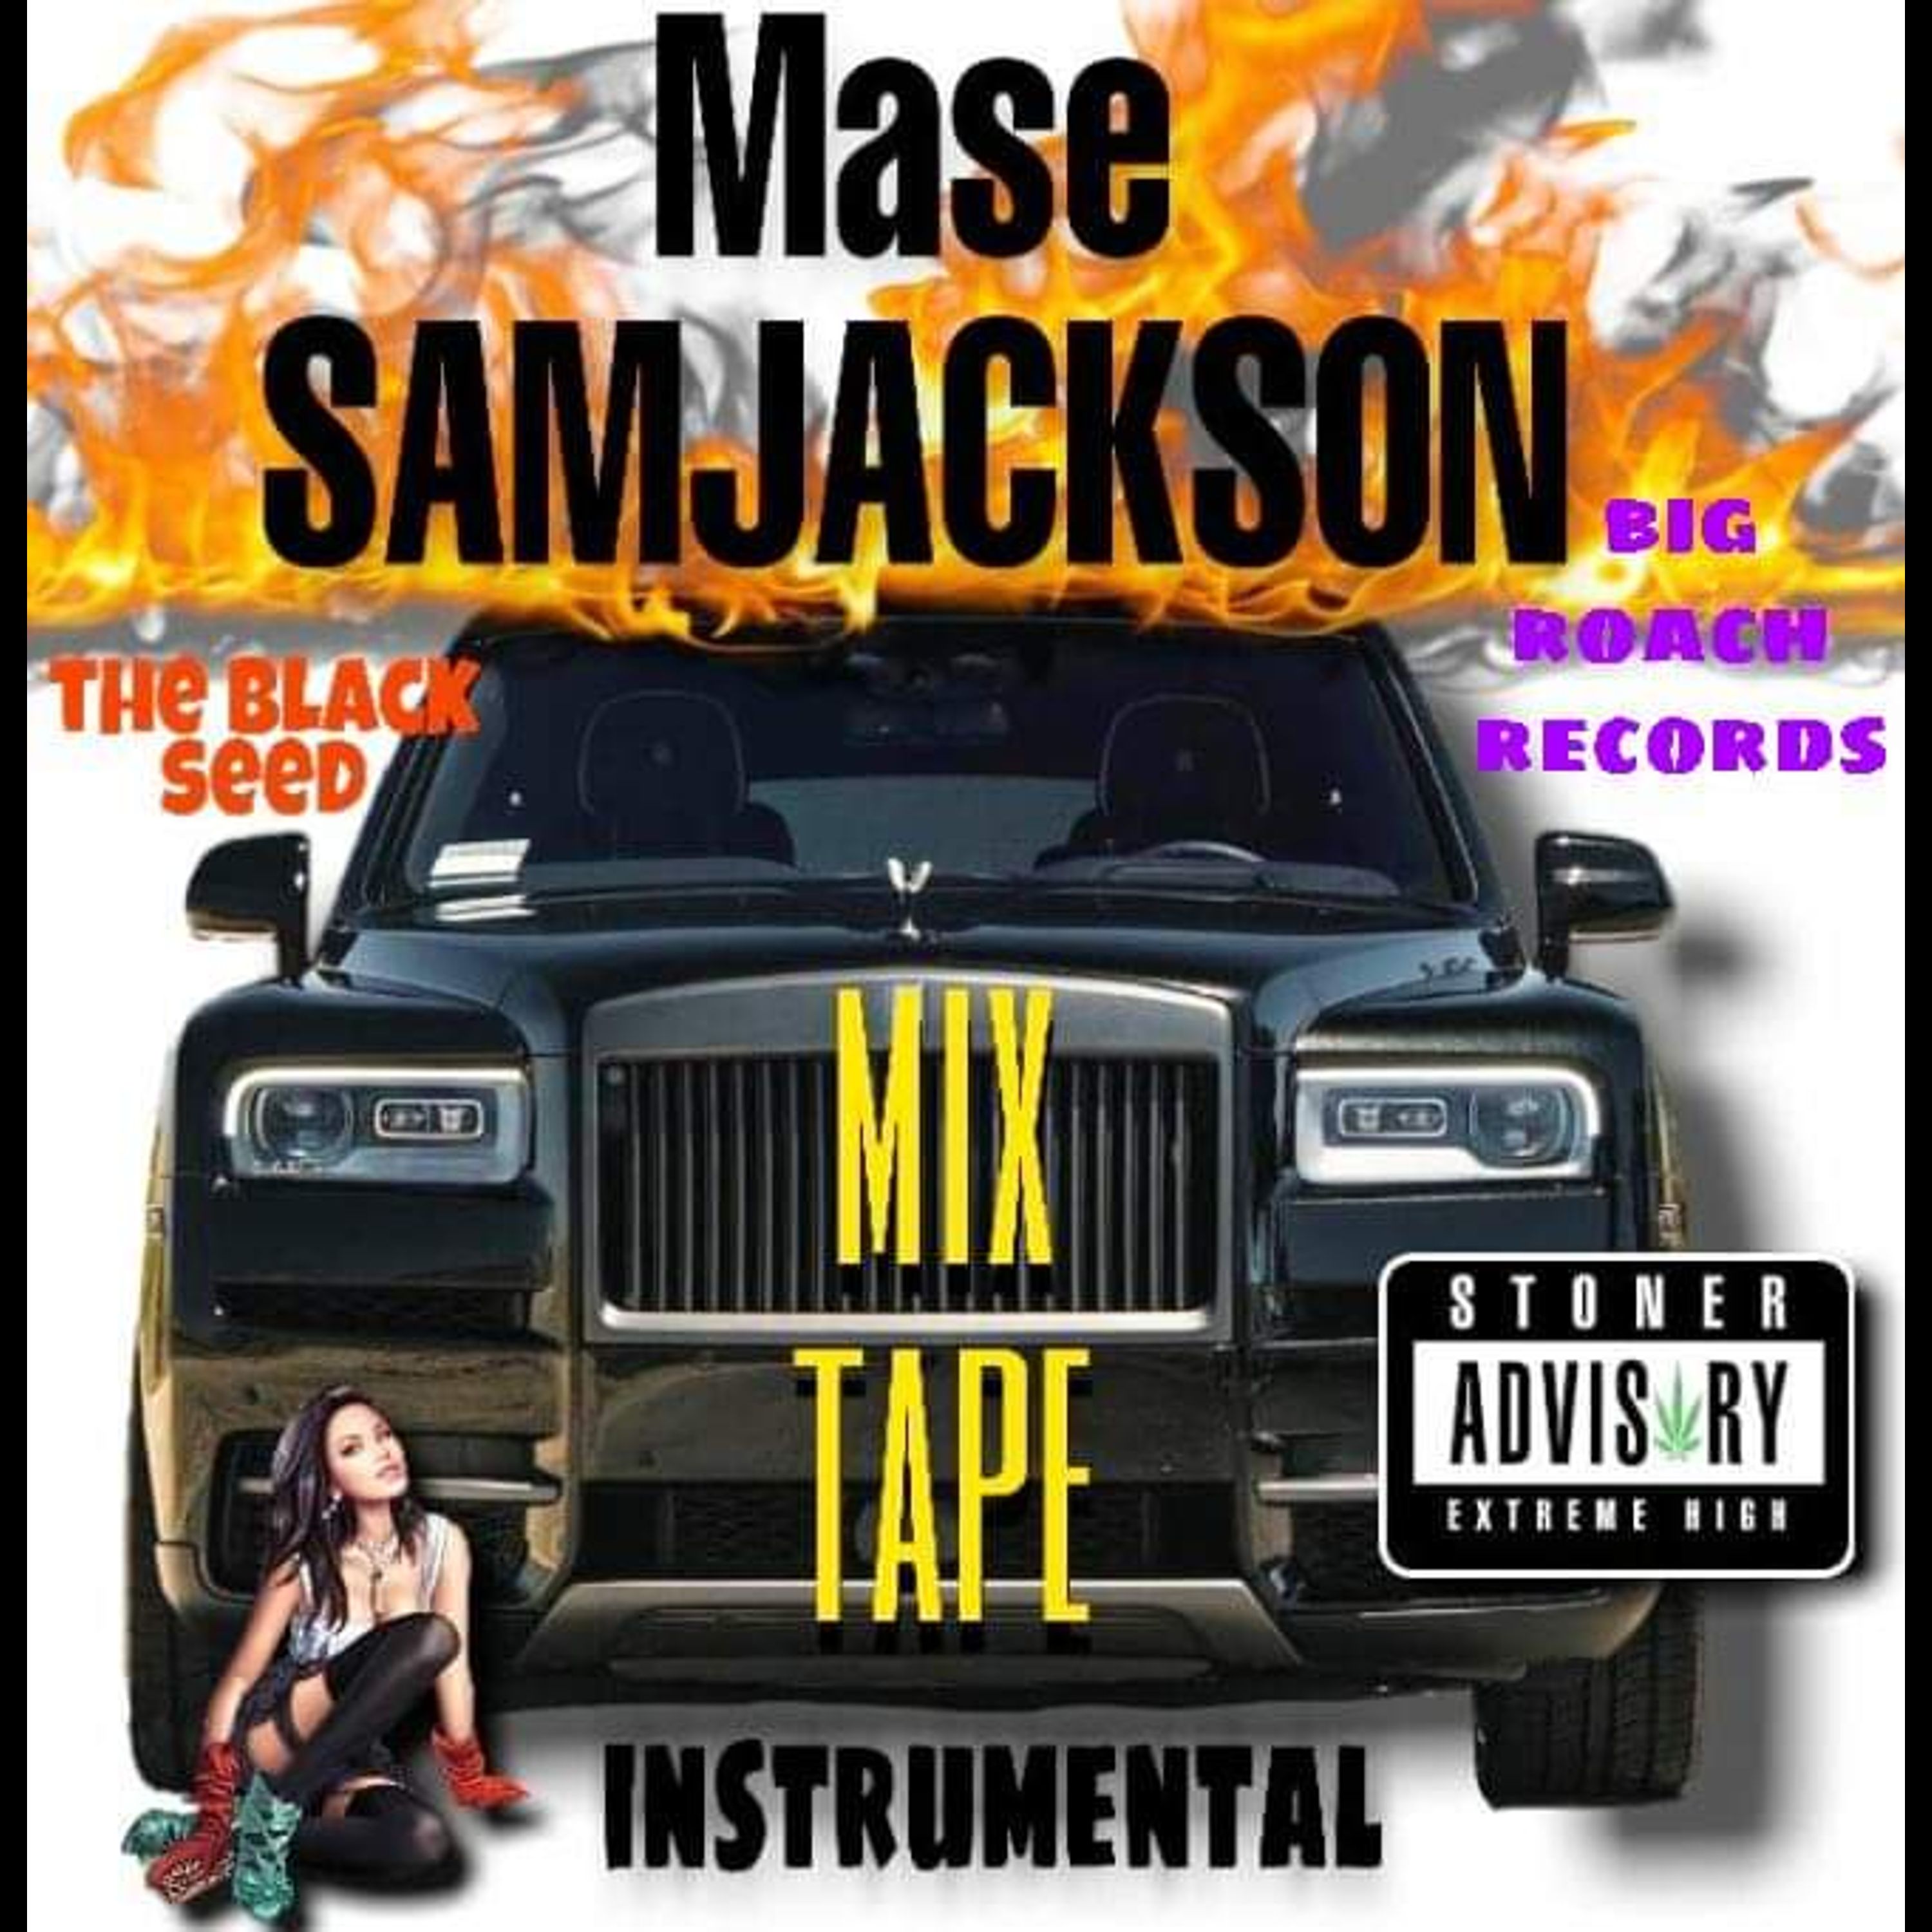 Mase
SAMJACKSON
BIG
ROACH
RECORDS
THe BLACK
SeeD
MIX
TAPE
STONER
ADVISORY
EXTREME HIGH
INSTRUMENTAL